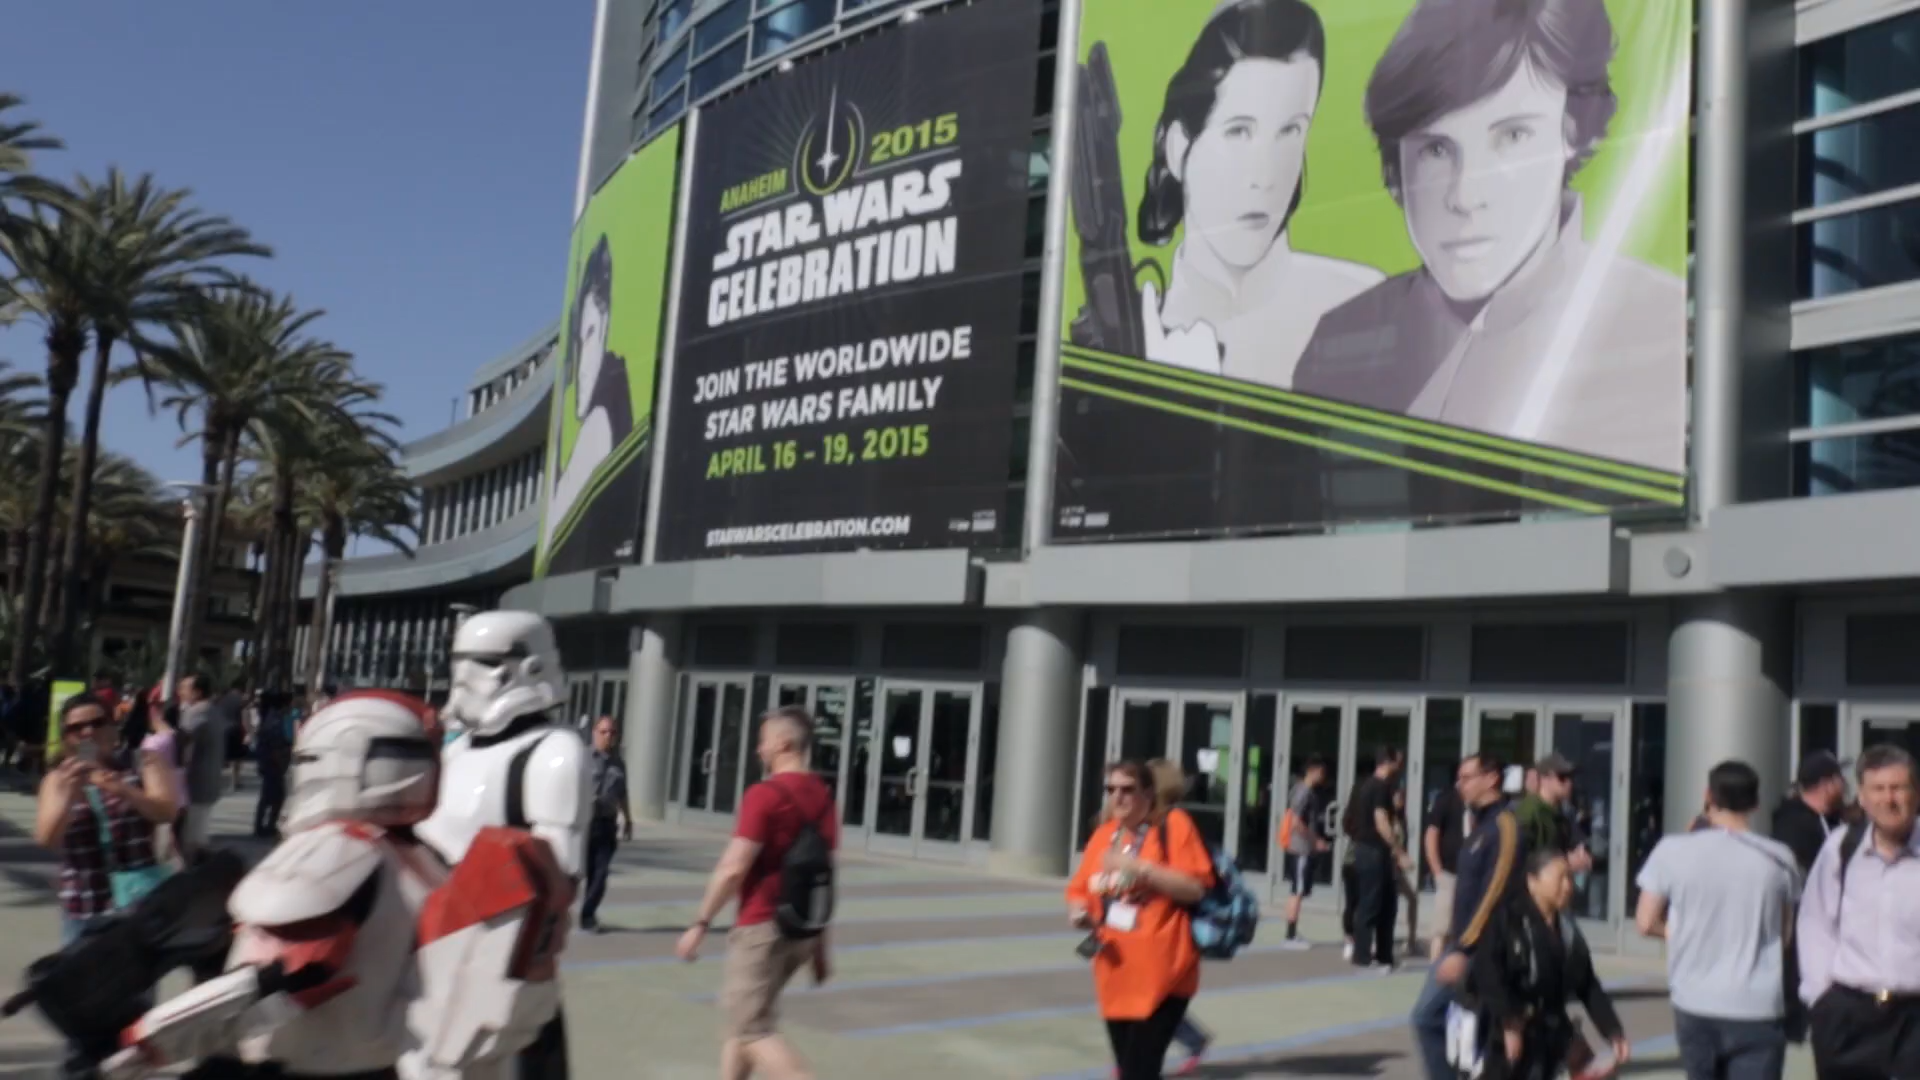 ANAHEIM 2015
STAR WARS
CELEBRATION
JOIN THE WORLDWIDE
STAR WARS FAMILY
APRIL 16 - 19, 2015
STARWARSCELEBRATION.COM